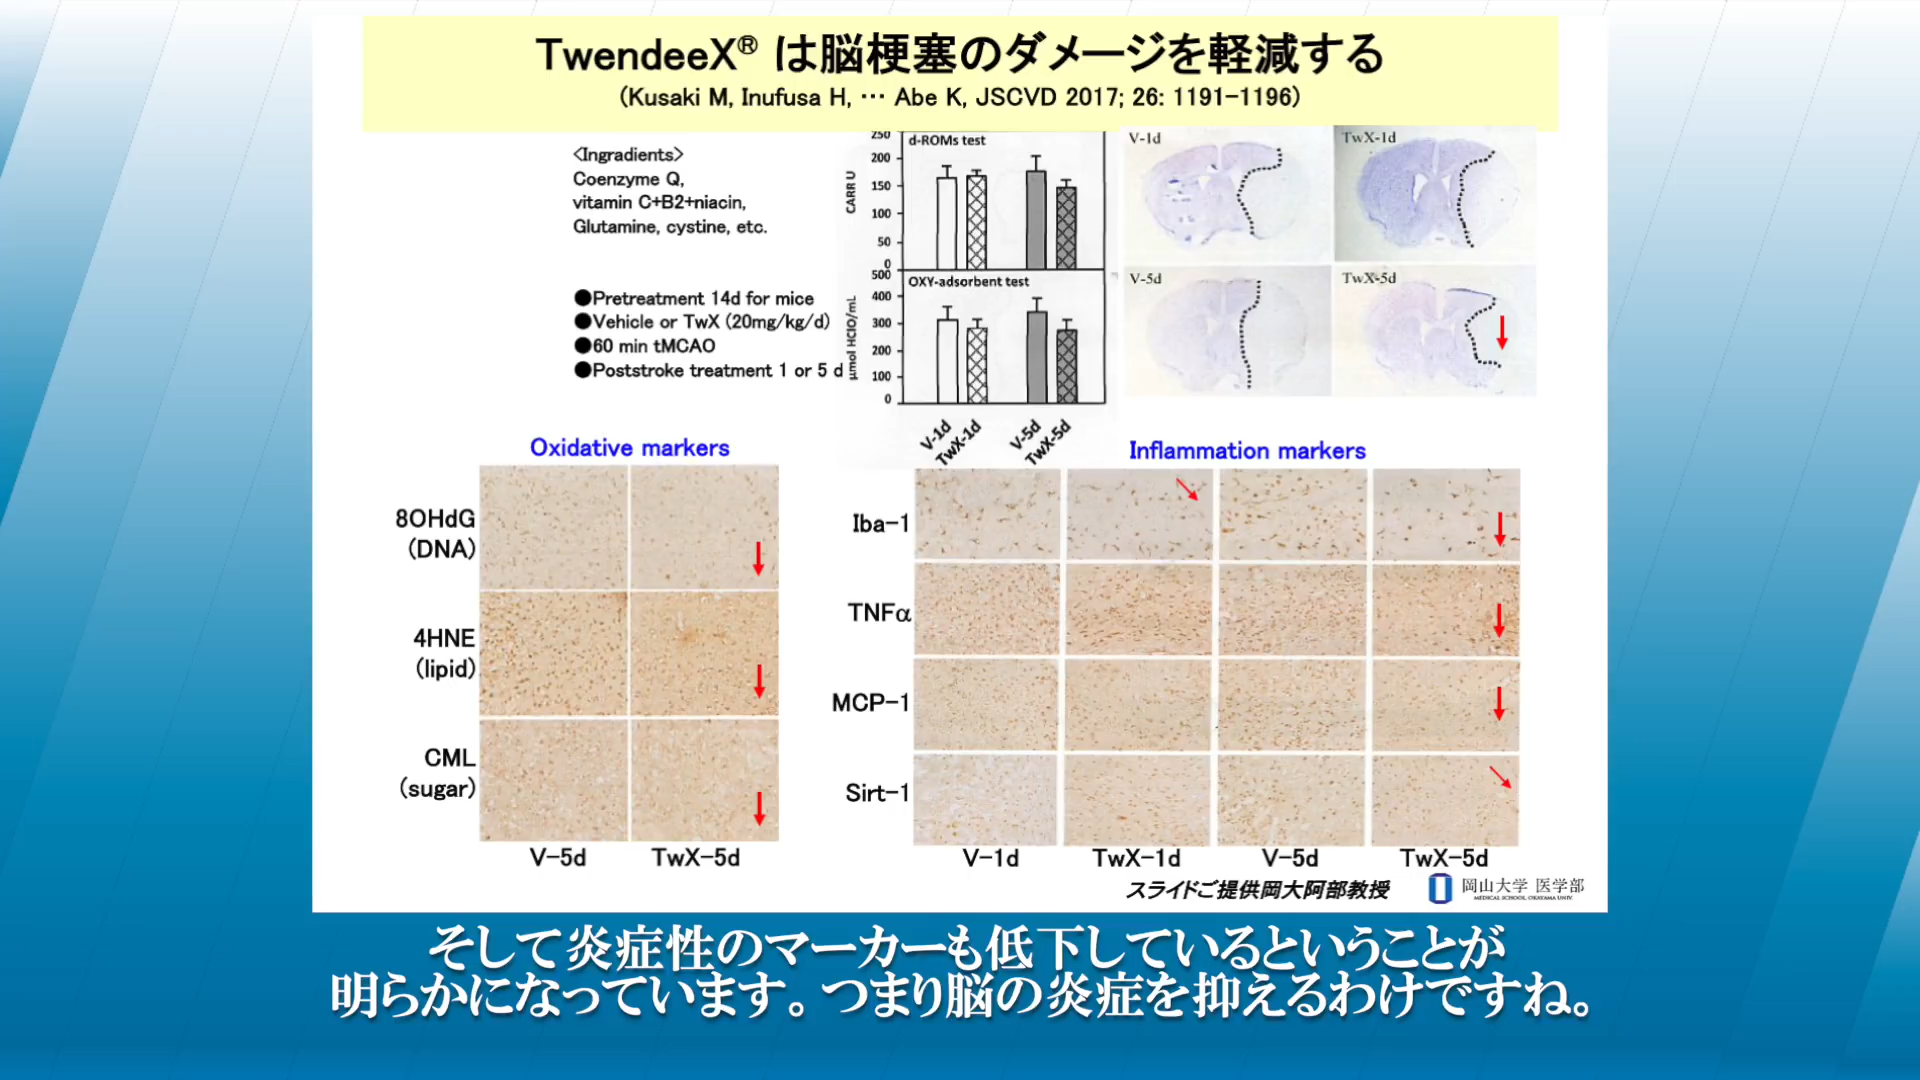 TwendeeX® は脳梗塞のダメージを軽減する
(Kusaki M, Inufusa H, ··· Abe K, JSCVD 2017; 26: 1191-1196)
<Ingradients>
Coenzyme Q,
vitamin C+B2+niacin,
Glutamine, cystine, etc.
●Pretreatment 14d for mice
●Vehicle or TwX (20mg/kg/d)
●60 min tMCAO
●Poststroke treatment 1 or 5 d
d-ROMs test
CARR U
250
200
150
100
50
0
OXY-adsorbent test
µmol HClO/mL
500
400
300
200
100
0
V-1d
TwX-1d
V-5d
TwX-5d
V-1d
TwX-1d
V-5d
TwX-5d
Oxidative markers
8OHdG
(DNA)
4HNE
(lipid)
CML
(sugar)
V-5d
TwX-5d
Inflammation markers
Iba-1
TNFα
MCP-1
Sirt-1
V-1d
TwX-1d
V-5d
TwX-5d
スライドご提供岡大阿部教授
岡山大学 医学部
MEDICAL SCHOOL, OKAYAMA UNIV.
そして炎症性のマーカーも低下しているということが
明らかになっています。つまり脳の炎症を抑えるわけですね。